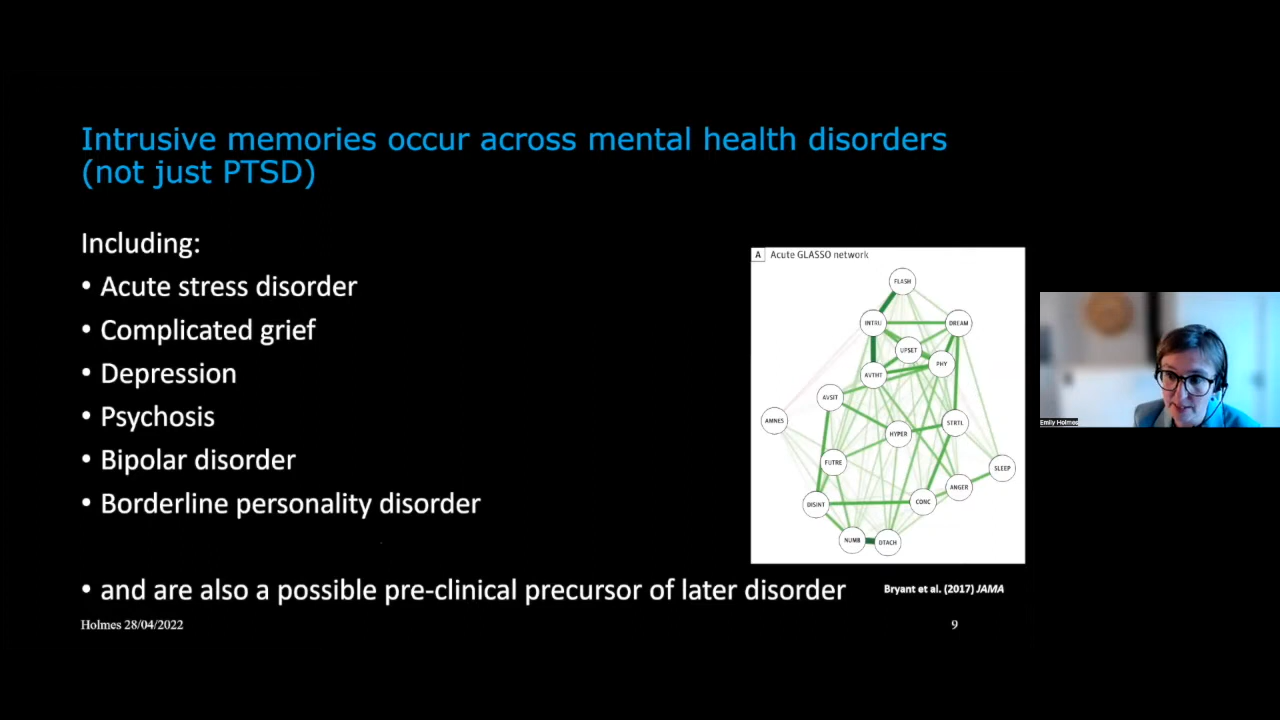 Intrusive memories occur across mental health disorders
(not just PTSD)
Including:
• Acute stress disorder
• Complicated grief
• Depression
• Psychosis
• Bipolar disorder
• Borderline personality disorder
• and are also a possible pre-clinical precursor of later disorder
Holmes 28/04/2022
9
A Acute GLASSO network
FLASH
INTRU
DREAM
UPSET
PHY
AVTHT
AVSIT
AMNES
STRTL
HYPER
FUTRE
SLEEP
ANGER
CONC
DISINT
NUMB
DTACH
Bryant et al. (2017) JAMA
Emily Holmes